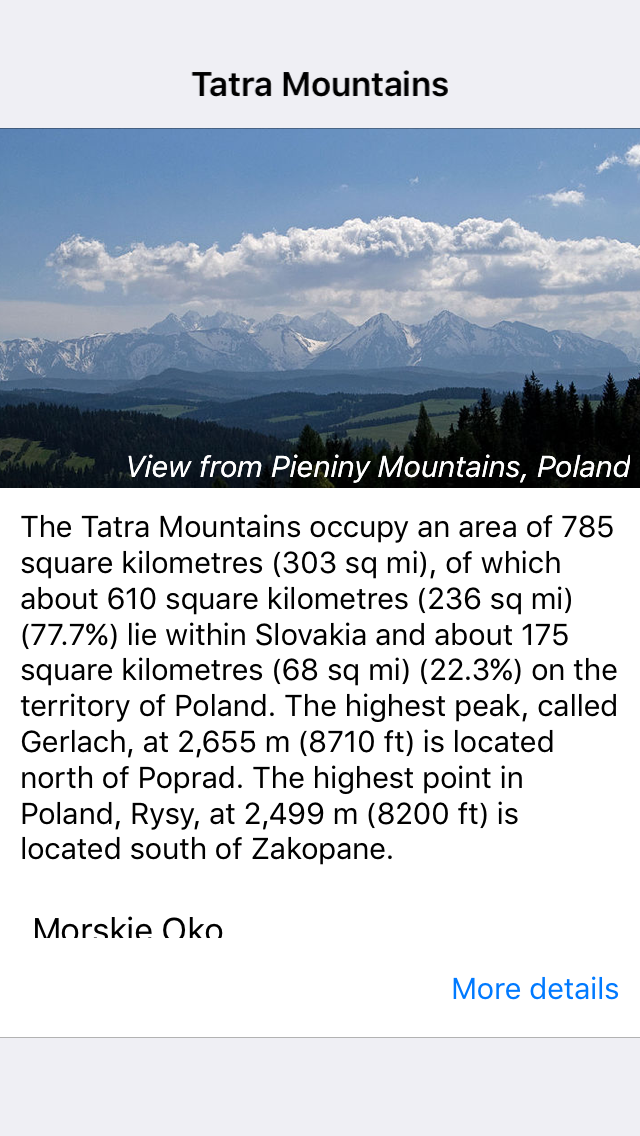 Tatra Mountains
View from Pieniny Mountains, Poland
The Tatra Mountains occupy an area of 785
square kilometres (303 sq mi), of which
about 610 square kilometres (236 sq mi)
(77.7%) lie within Slovakia and about 175
square kilometres (68 sq mi) (22.3%) on the
territory of Poland. The highest peak, called
Gerlach, at 2,655 m (8710 ft) is located
north of Poprad. The highest point in
Poland, Rysy, at 2,499 m (8200 ft) is
located south of Zakopane.
Morskie Oko
More details